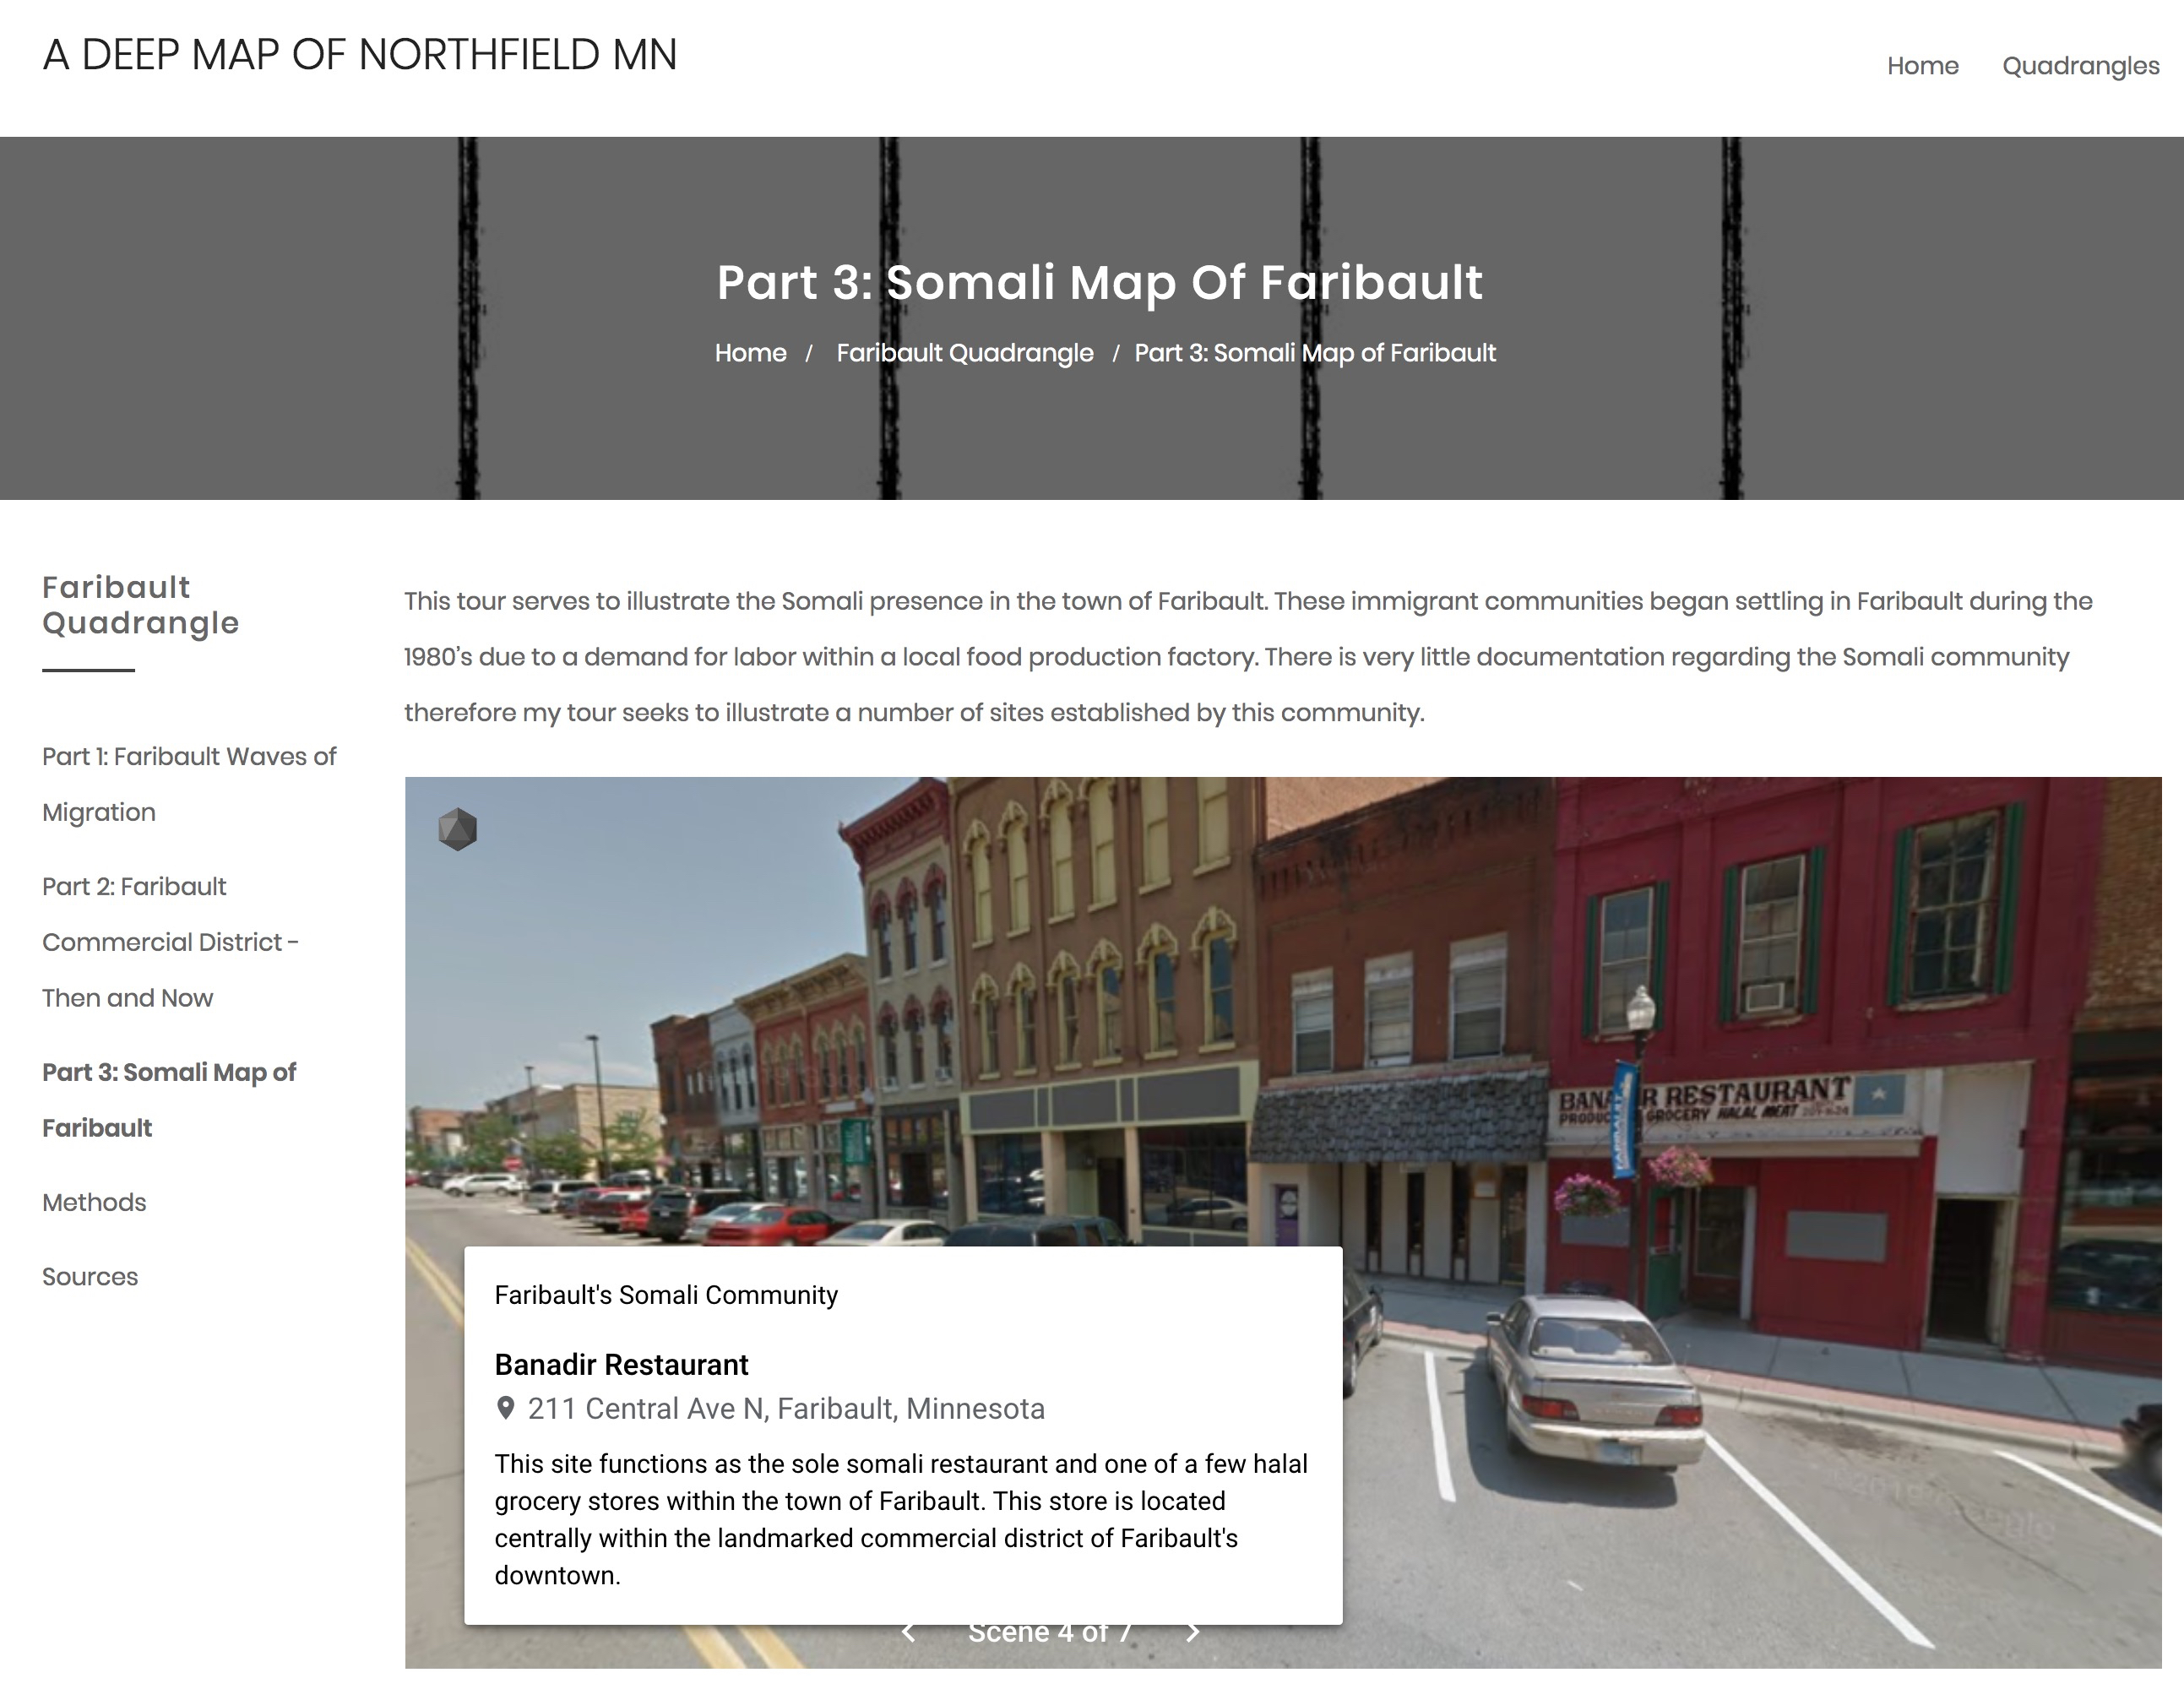 A DEEP MAP OF NORTHFIELD MN
Home
Quadrangles
Part 3: Somali Map Of Faribault
Home / Faribault Quadrangle / Part 3: Somali Map of Faribault
Faribault
Quadrangle
Part 1: Faribault Waves of
Migration
Part 2: Faribault
Commercial District -
Then and Now
Part 3: Somali Map of
Faribault
Methods
Sources
This tour serves to illustrate the Somali presence in the town of Faribault. These immigrant communities began settling in Faribault during the
1980's due to a demand for labor within a local food production factory. There is very little documentation regarding the Somali community
therefore my tour seeks to illustrate a number of sites established by this community.
RESTAURANT
GROCERY HALAL MEAT
Faribault's Somali Community
Banadir Restaurant
211 Central Ave N, Faribault, Minnesota
This site functions as the sole somali restaurant and one of a few halal
grocery stores within the town of Faribault. This store is located
centrally within the landmarked commercial district of Faribault's
downtown.
Scene 4 of 7